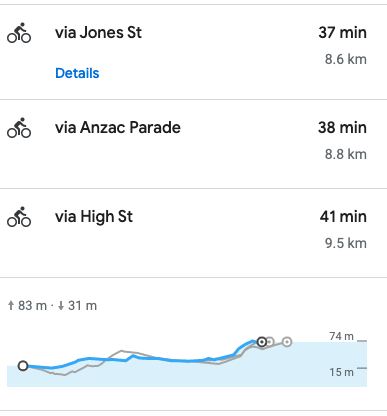 via Jones St
37 min
8.6 km
Details
via Anzac Parade
38 min
8.8 km
via High St
41 min
9.5 km
↑ 83 m · ↓ 31 m
74 m
15 m